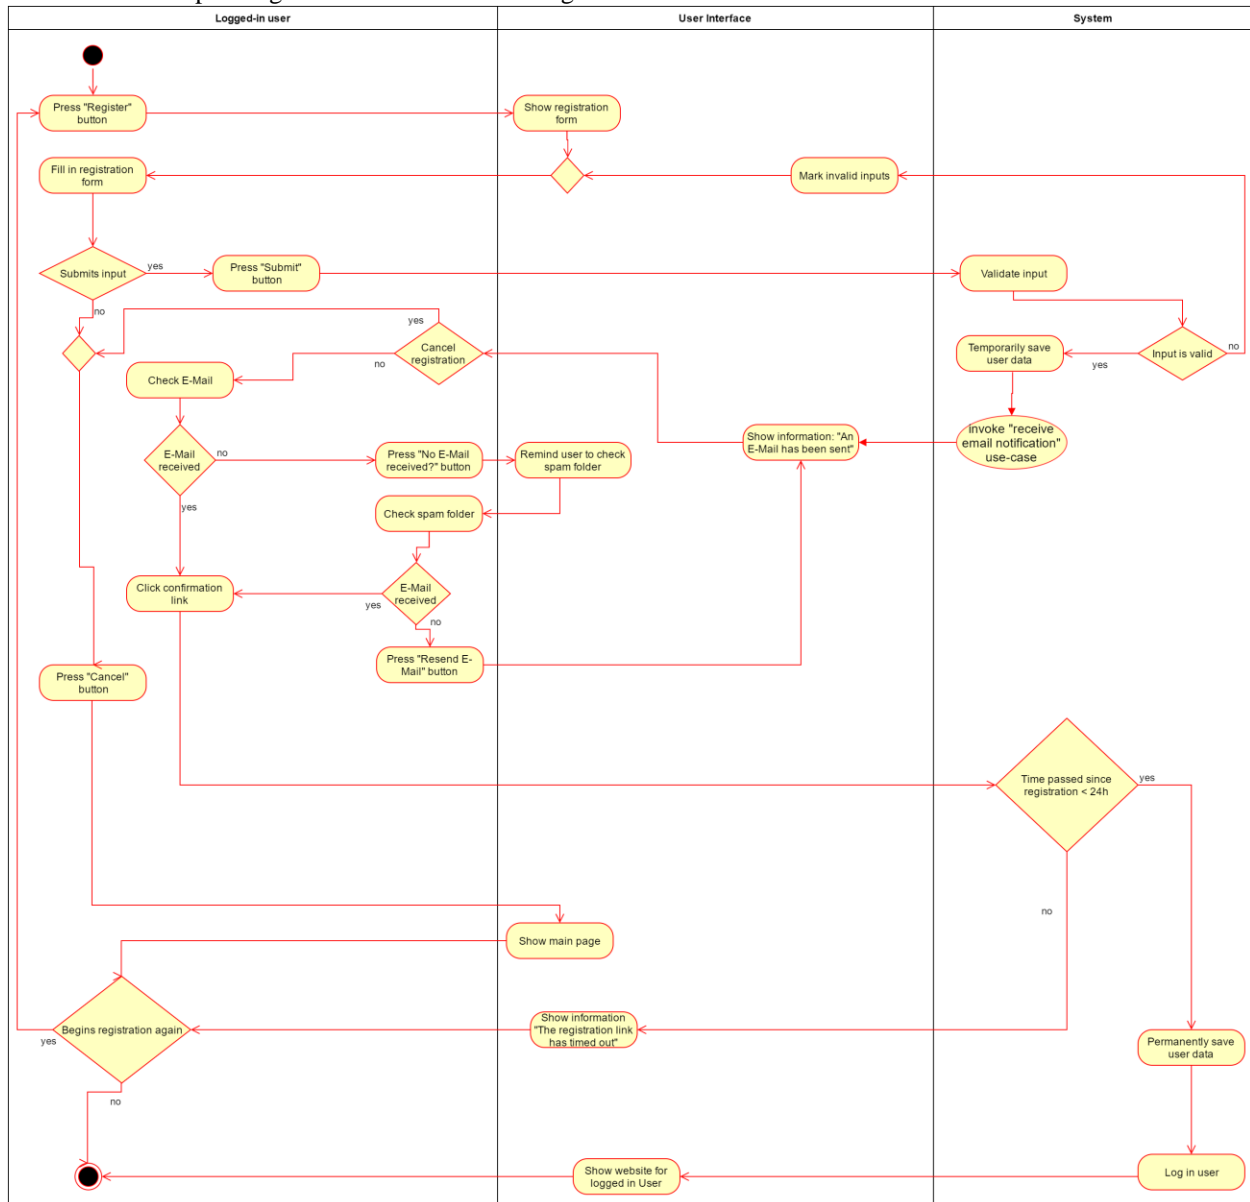 Logged-in user
User Interface
System
Press "Register"
button
Show registration
form
Fill in registration
form
Mark invalid inputs
Submits input
yes
Press "Submit"
button
Validate input
no
yes
Cancel
registration
no
Temporarily save
user data
yes
Input is valid
no
Check E-Mail
E-Mail
received
no
yes
Press "No E-Mail
received?" button
Remind user to check
spam folder
Show information: "An
E-Mail has been sent"
Invoke "receive
email notification"
use-case
Check spam folder
Click confirmation
link
yes
E-Mail
received
no
Press "Resend E-
Mail" button
Press "Cancel"
button
Time passed since
registration < 24h
yes
no
Show main page
Begins registration again
yes
no
Show information
"The registration link
has timed out"
Permanently save
user data
Show website for
logged in User
Log in user